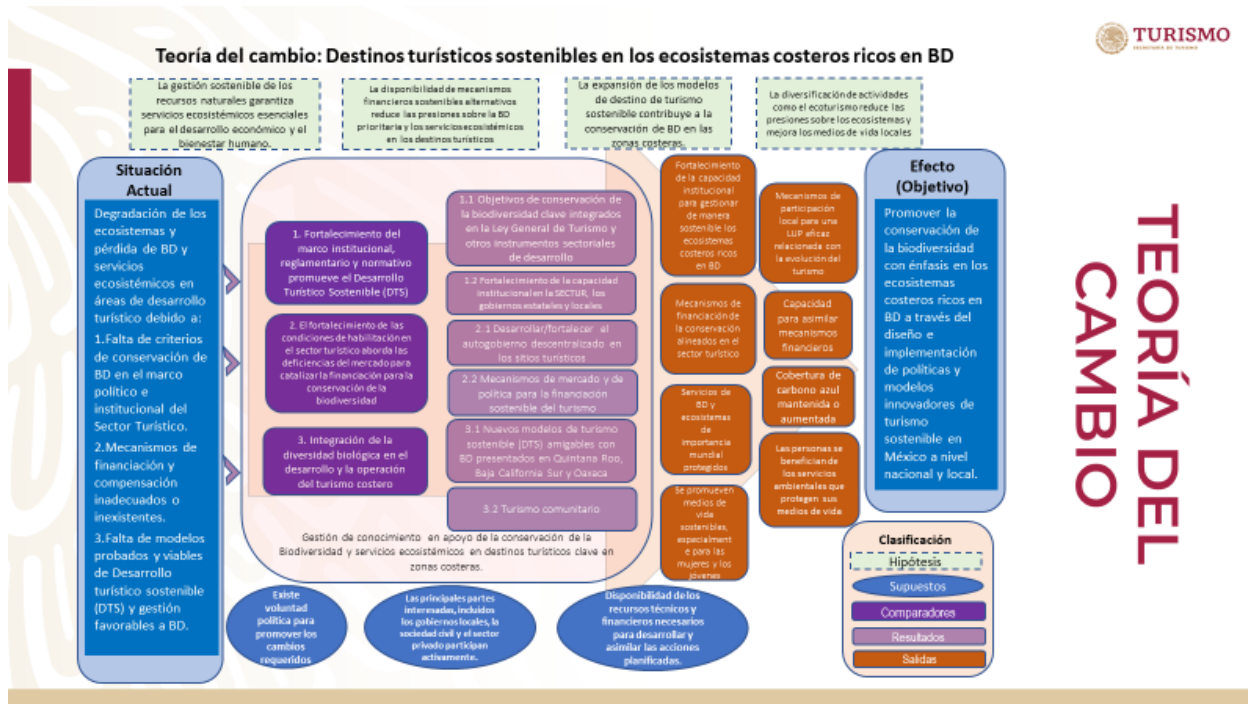 TURISMO
SECRETARÍA DE TURISMO
Teoría del cambio: Destinos turísticos sostenibles en los ecosistemas costeros ricos en BD
La gestión sostenible de los
recursos naturales garantiza
servicios ecosistémicos esenciales
para el desarrollo económico y el
bienestar humano.
La disponibilidad de mecanismos
financieros sostenibles alternativos
reduce las presiones sobre la BD
prioritaria y los servicios ecosistémicos
en los destinos turísticos
La expansión de los modelos
de destino de turismo
sostenible contribuye a la
conservación de BD en las
zonas costeras.
La diversificación de actividades
como el ecoturismo reduce las
presiones sobre los ecosistemas y
mejora los medios de vida locales
Situación
Actual
Degradación de los
ecosistemas y
pérdida de BD y
servicios
ecosistémicos en
áreas de desarrollo
turístico debido a:
1.Falta de criterios
de conservación de
BD en el marco
político e
institucional del
Sector Turístico.
2.Mecanismos de
financiación y
compensación
inadecuados o
inexistentes.
3.Falta de modelos
probados y viables
de Desarrollo
turístico sostenible
(DTS) y gestión
favorables a BD.
1. Fortalecimiento del
marco institucional,
reglamentario y normativo
promueve el Desarrollo
Turístico Sostenible (DTS)
2. El fortalecimiento de las
condiciones de habilitación en
el sector turístico aborda las
deficiencias del mercado para
catalizar la financiación para la
conservación de la
biodiversidad
3. Integración de la
diversidad biológica en el
desarrollo y la operación
del turismo costero
1.1 Objetivos de conservación de
la biodiversidad clave integrados
en la Ley General de Turismo y
otros instrumentos sectoriales
de desarrollo
1.2 Fortalecimiento de la capacidad
institucional en la SECTUR, los
gobiernos estatales y locales
2.1 Desarrollar/fortalecer el
autogobierno descentralizado en
los sitios turísticos
2.2 Mecanismos de mercado y de
política para la financiación
sostenible del turismo
3.1 Nuevos modelos de turismo
sostenible (DTS) amigables con
BD presentados en Quintana Roo,
Baja California Sur y Oaxaca
3.2 Turismo comunitario
Gestión de conocimiento en apoyo de la conservación de la
Biodiversidad y servicios ecosistémicos en destinos turísticos clave en
zonas costeras.
Fortalecimiento
de la capacidad
institucional
para gestionar
de manera
sostenible los
ecosistemas
costeros ricos
en BD
Mecanismos de
financiación de
la conservación
alineados en el
sector turístico
Servicios de
BD y
ecosistemas
de
importancia
mundial
protegidos
Se promueven
medios de
vida
sostenibles,
especialment
e para las
mujeres y los
jóvenes
Mecanismos de
participación
local para una
LUP eficaz
relacionada con
la evolución del
turismo
Capacidad
para asimilar
mecanismos
financieros
Cobertura de
carbono azul
mantenida o
aumentada
Las personas se
benefician de
los servicios
ambientales que
protegen sus
medios de vida
Efecto
(Objetivo)
Promover la
conservación de
la biodiversidad
con énfasis en los
ecosistemas
costeros ricos en
BD a través del
diseño e
implementación
de políticas y
modelos
innovadores de
turismo
sostenible en
México a nivel
nacional y local.
Existe
voluntad
política para
promover los
cambios
requeridos
Las principales partes
interesadas, incluidos
los gobiernos locales, la
sociedad civil y el sector
privado participan
activamente.
Disponibilidad de los
recursos técnicos y
financieros necesarios
para desarrollar y
asimilar las acciones
planificadas.
Clasificación
Hipótesis
Supuestos
Comparadores
Resultados
Salidas
TEORÍA DEL
CAMBIO